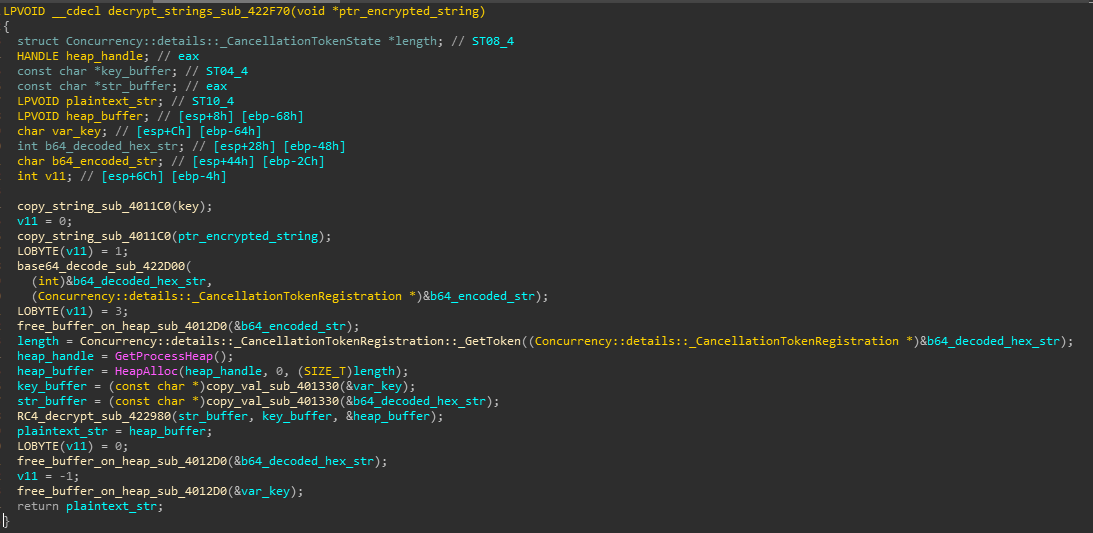 LPVOID __cdecl decrypt_strings_sub_422F70(void *ptr_encrypted_string)
{
  struct Concurrency::details::_CancellationTokenState *length; // ST08_4
  HANDLE heap_handle; // eax
  const char *key_buffer; // ST04_4
  const char *str_buffer; // eax
  LPVOID plaintext_str; // ST10_4
  LPVOID heap_buffer; // [esp+8h] [ebp-68h]
  char var_key; // [esp+Ch] [ebp-64h]
  int b64_decoded_hex_str; // [esp+28h] [ebp-48h]
  char b64_encoded_str; // [esp+44h] [ebp-2Ch]
  int v11; // [esp+6Ch] [ebp-4h]

  copy_string_sub_4011C0(key);
  v11 = 0;
  copy_string_sub_4011C0(ptr_encrypted_string);
  LOBYTE(v11) = 1;
  base64_decode_sub_422D00(
    (int)&b64_decoded_hex_str,
    (Concurrency::details::_CancellationTokenRegistration *)&b64_encoded_str);
  LOBYTE(v11) = 3;
  free_buffer_on_heap_sub_4012D0(&b64_encoded_str);
  length = Concurrency::details::_CancellationTokenRegistration::_GetToken((Concurrency::details::_CancellationTokenRegistration *)&b64_decoded_hex_str);
  heap_handle = GetProcessHeap();
  heap_buffer = HeapAlloc(heap_handle, 0, (SIZE_T)length);
  key_buffer = (const char *)copy_val_sub_401330(&var_key);
  str_buffer = (const char *)copy_val_sub_401330(&b64_decoded_hex_str);
  RC4_decrypt_sub_422980(str_buffer, key_buffer, &heap_buffer);
  plaintext_str = heap_buffer;
  LOBYTE(v11) = 0;
  free_buffer_on_heap_sub_4012D0(&b64_decoded_hex_str);
  v11 = -1;
  free_buffer_on_heap_sub_4012D0(&var_key);
  return plaintext_str;
}